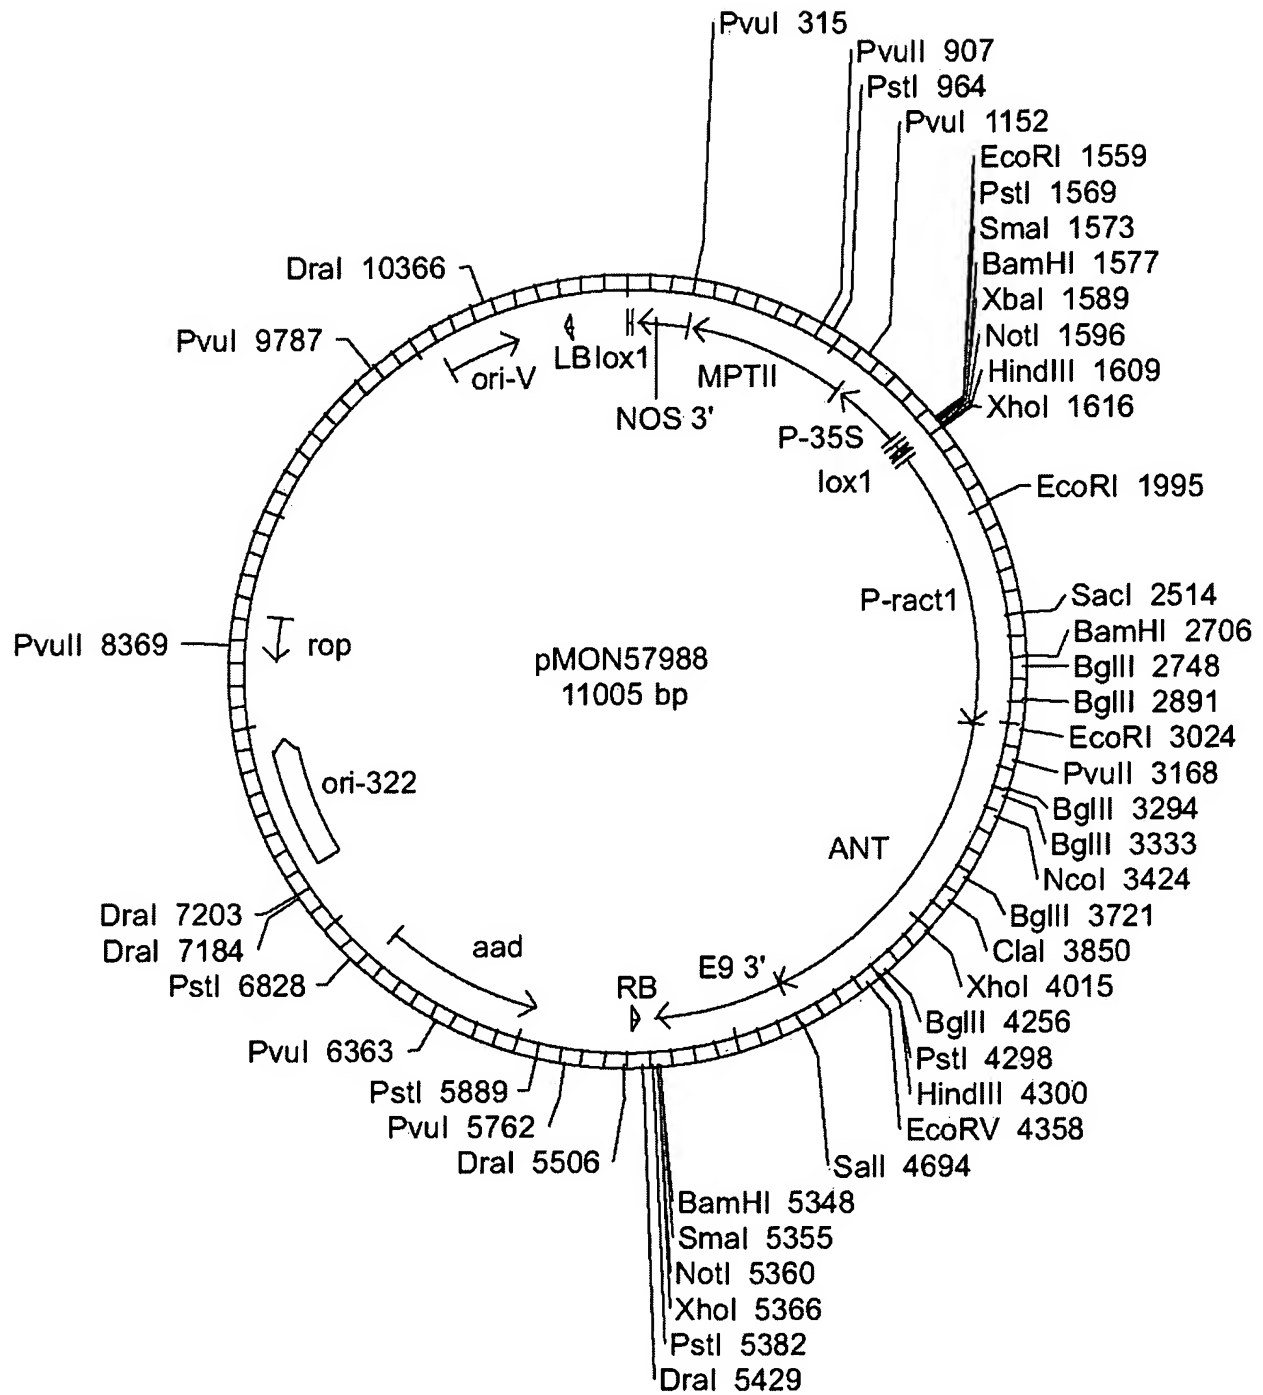 PvuI 315
PvuII 907
PstI 964
PvuI 1152
EcoRI 1559
PstI 1569
SmaI 1573
BamHI 1577
XbaI 1589
NotI 1596
HindIII 1609
XhoI 1616
EcoRI 1995
SacI 2514
BamHI 2706
BglII 2748
BglII 2891
EcoRI 3024
PvuII 3168
BglII 3294
BglII 3333
NcoI 3424
BglII 3721
ClaI 3850
XhoI 4015
BglII 4256
PstI 4298
HindIII 4300
EcoRV 4358
SalI 4694
BamHI 5348
SmaI 5355
NotI 5360
XhoI 5366
PstI 5382
DraI 5429
DraI 5506
PvuI 5762
PstI 5889
PvuI 6363
PstI 6828
DraI 7184
DraI 7203
PvuII 8369
PvuI 9787
DraI 10366
ori-V
LB
lox1
NOS 3'
MPTII
P-35S
lox1
P-ract1
ANT
E9 3'
RB
aad
ori-322
rop
pMON57988
11005 bp